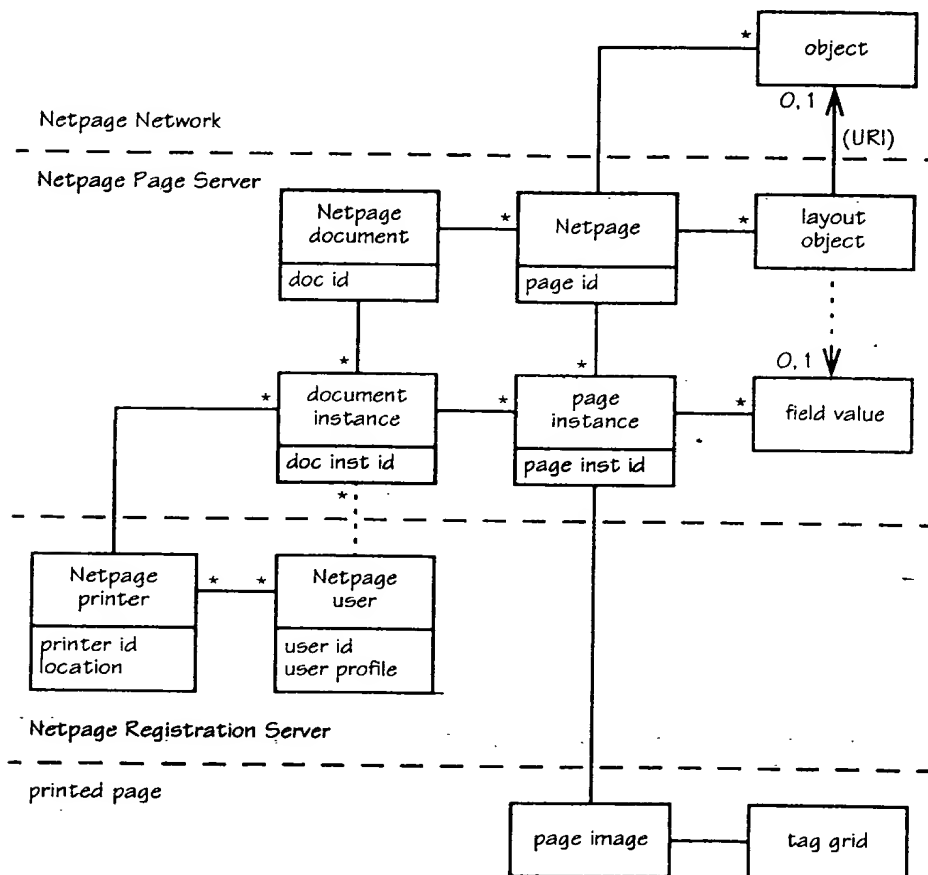 *
object
0, 1
Netpage Network
(URI)
Netpage Page Server
Netpage
document
doc id
*
Netpage
page id
*
layout
object
*
*
0, 1
*
document
instance
doc inst id
*
page
instance
page inst id
*
field value
*
Netpage
printer
printer id
location
*
*
Netpage
user
user id
user profile
Netpage Registration Server
printed page
page image
tag grid